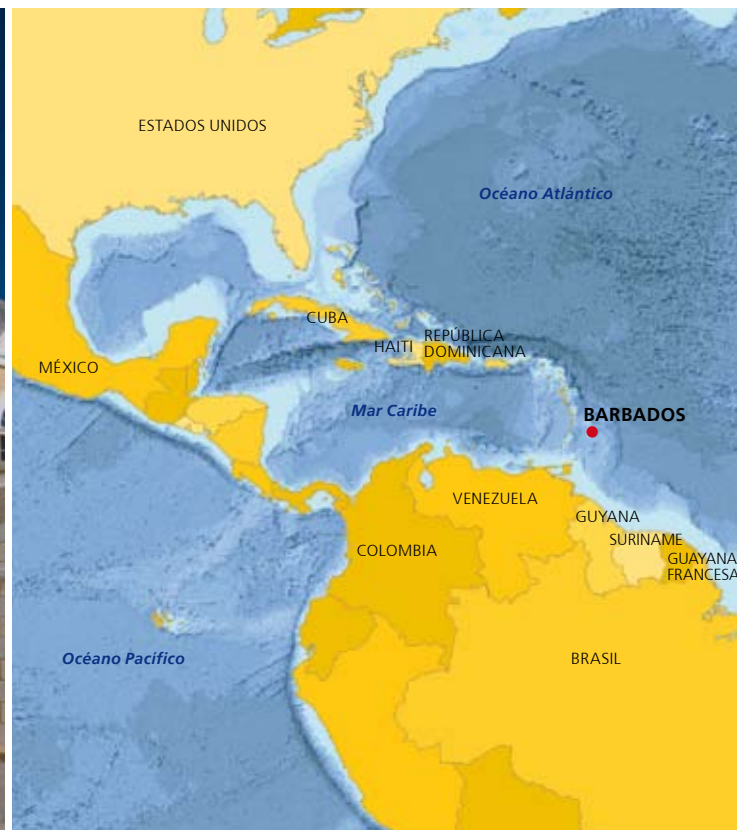 ESTADOS UNIDOS
Océano Atlántico
CUBA
HAITI
REPÚBLICA
DOMINICANA
MÉXICO
Mar Caribe
BARBADOS
VENEZUELA
GUYANA
SURINAME
GUAYANA
FRANCESA
COLOMBIA
Océano Pacífico
BRASIL